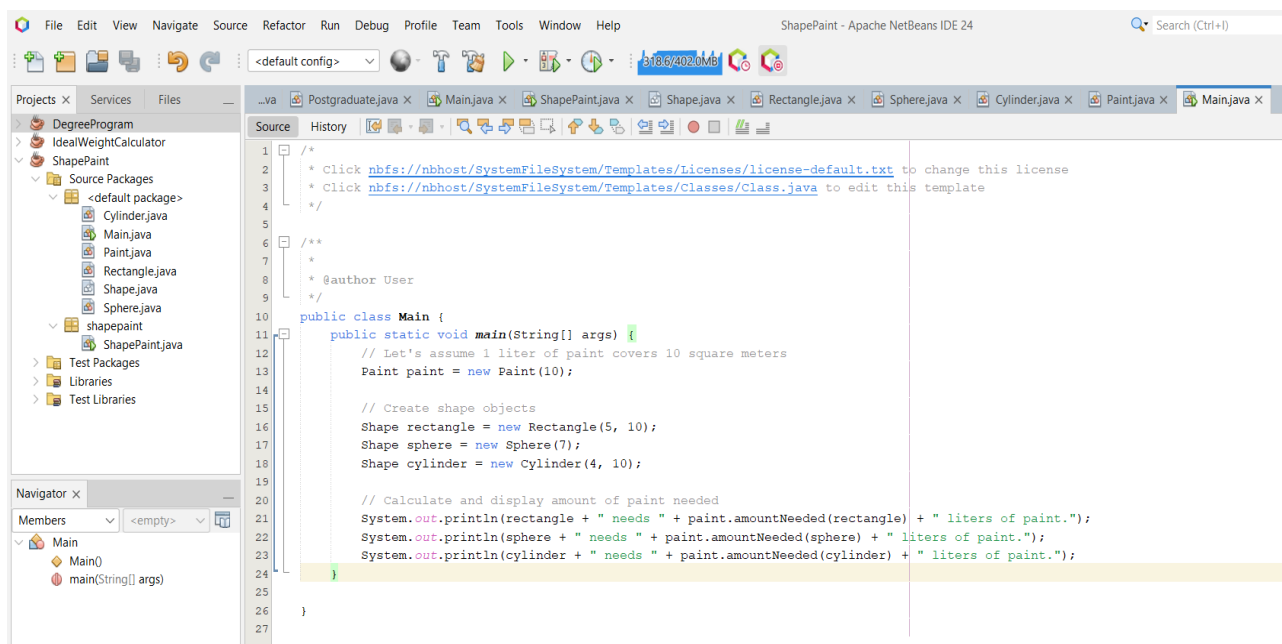 File Edit View Navigate Source Refactor Run Debug Profile Team Tools Window Help ShapePaint - Apache NetBeans IDE 24 Search (Ctrl+I)
<default config> 318.6/402.0MB
Projects Services Files
...va Postgraduate.java Main.java ShapePaint.java Shape.java Rectangle.java Sphere.java Cylinder.java Paint.java Main.java
DegreeProgram
IdealWeightCalculator
ShapePaint
Source Packages
<default package>
Cylinder.java
Main.java
Paint.java
Rectangle.java
Shape.java
Sphere.java
shapepaint
ShapePaint.java
Test Packages
Libraries
Test Libraries
Navigator
Members <empty>
Main
Main()
main(String[] args)
Source History
1 /*
2 * Click nbfs://nbhost/SystemFileSystem/Templates/Licenses/license-default.txt to change this license
3 * Click nbfs://nbhost/SystemFileSystem/Templates/Classes/Class.java to edit this template
4 */
5
6 /**
7 *
8 * @author User
9 */
10 public class Main {
11 public static void main(String[] args) {
12 // Let's assume 1 liter of paint covers 10 square meters
13 Paint paint = new Paint(10);
14
15 // Create shape objects
16 Shape rectangle = new Rectangle(5, 10);
17 Shape sphere = new Sphere(7);
18 Shape cylinder = new Cylinder(4, 10);
19
20 // Calculate and display amount of paint needed
21 System.out.println(rectangle + " needs " + paint.amountNeeded(rectangle) + " liters of paint.");
22 System.out.println(sphere + " needs " + paint.amountNeeded(sphere) + " liters of paint.");
23 System.out.println(cylinder + " needs " + paint.amountNeeded(cylinder) + " liters of paint.");
24 }
25
26 }
27